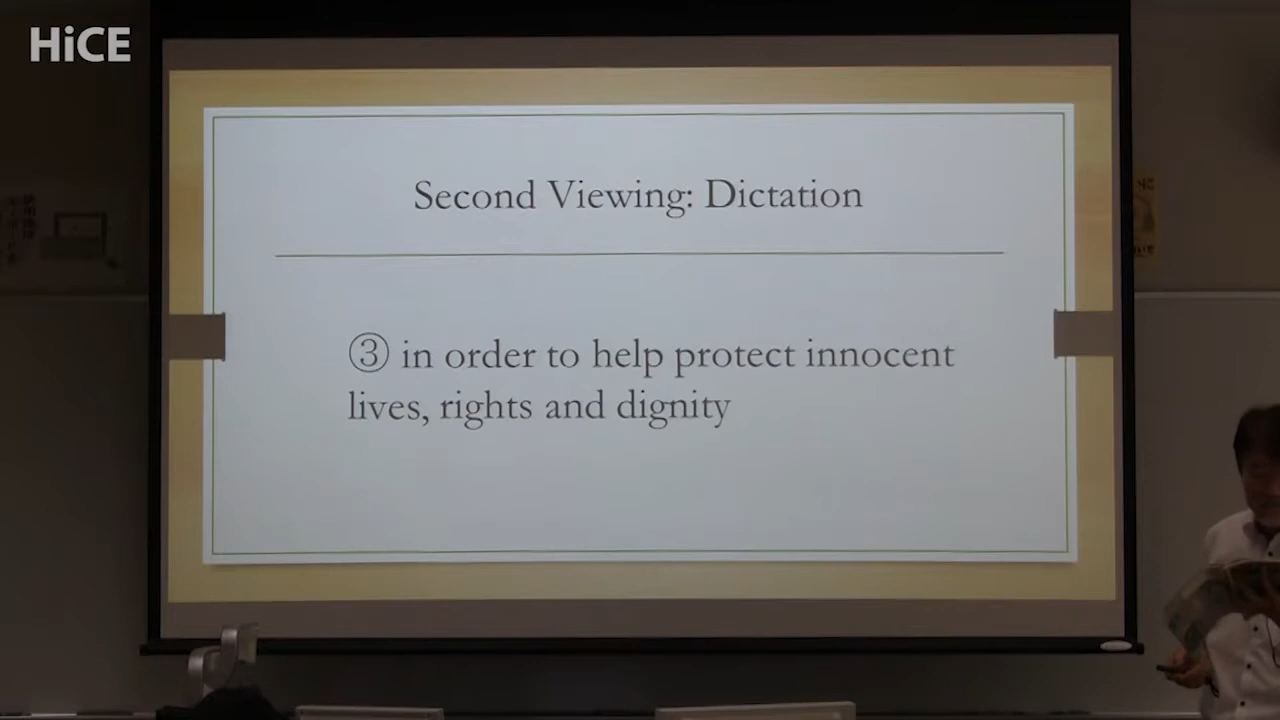 HiCE
Second Viewing: Dictation
③ in order to help protect innocent
lives, rights and dignity